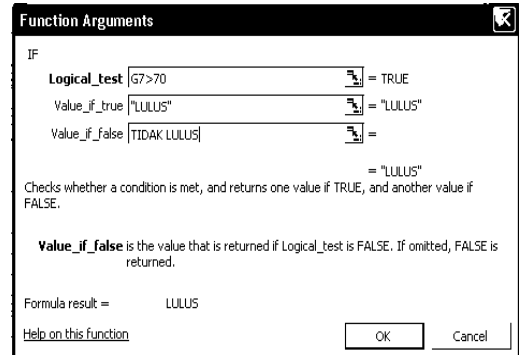 Function Arguments
IF
Logical_test G7>70 = TRUE
Value_if_true "LULUS" = "LULUS"
Value_if_false TIDAK LULUS =
= "LULUS"
Checks whether a condition is met, and returns one value if TRUE, and another value if
FALSE.
Value_if_false is the value that is returned if Logical_test is FALSE. If omitted, FALSE is
returned.
Formula result = LULUS
Help on this function OK Cancel